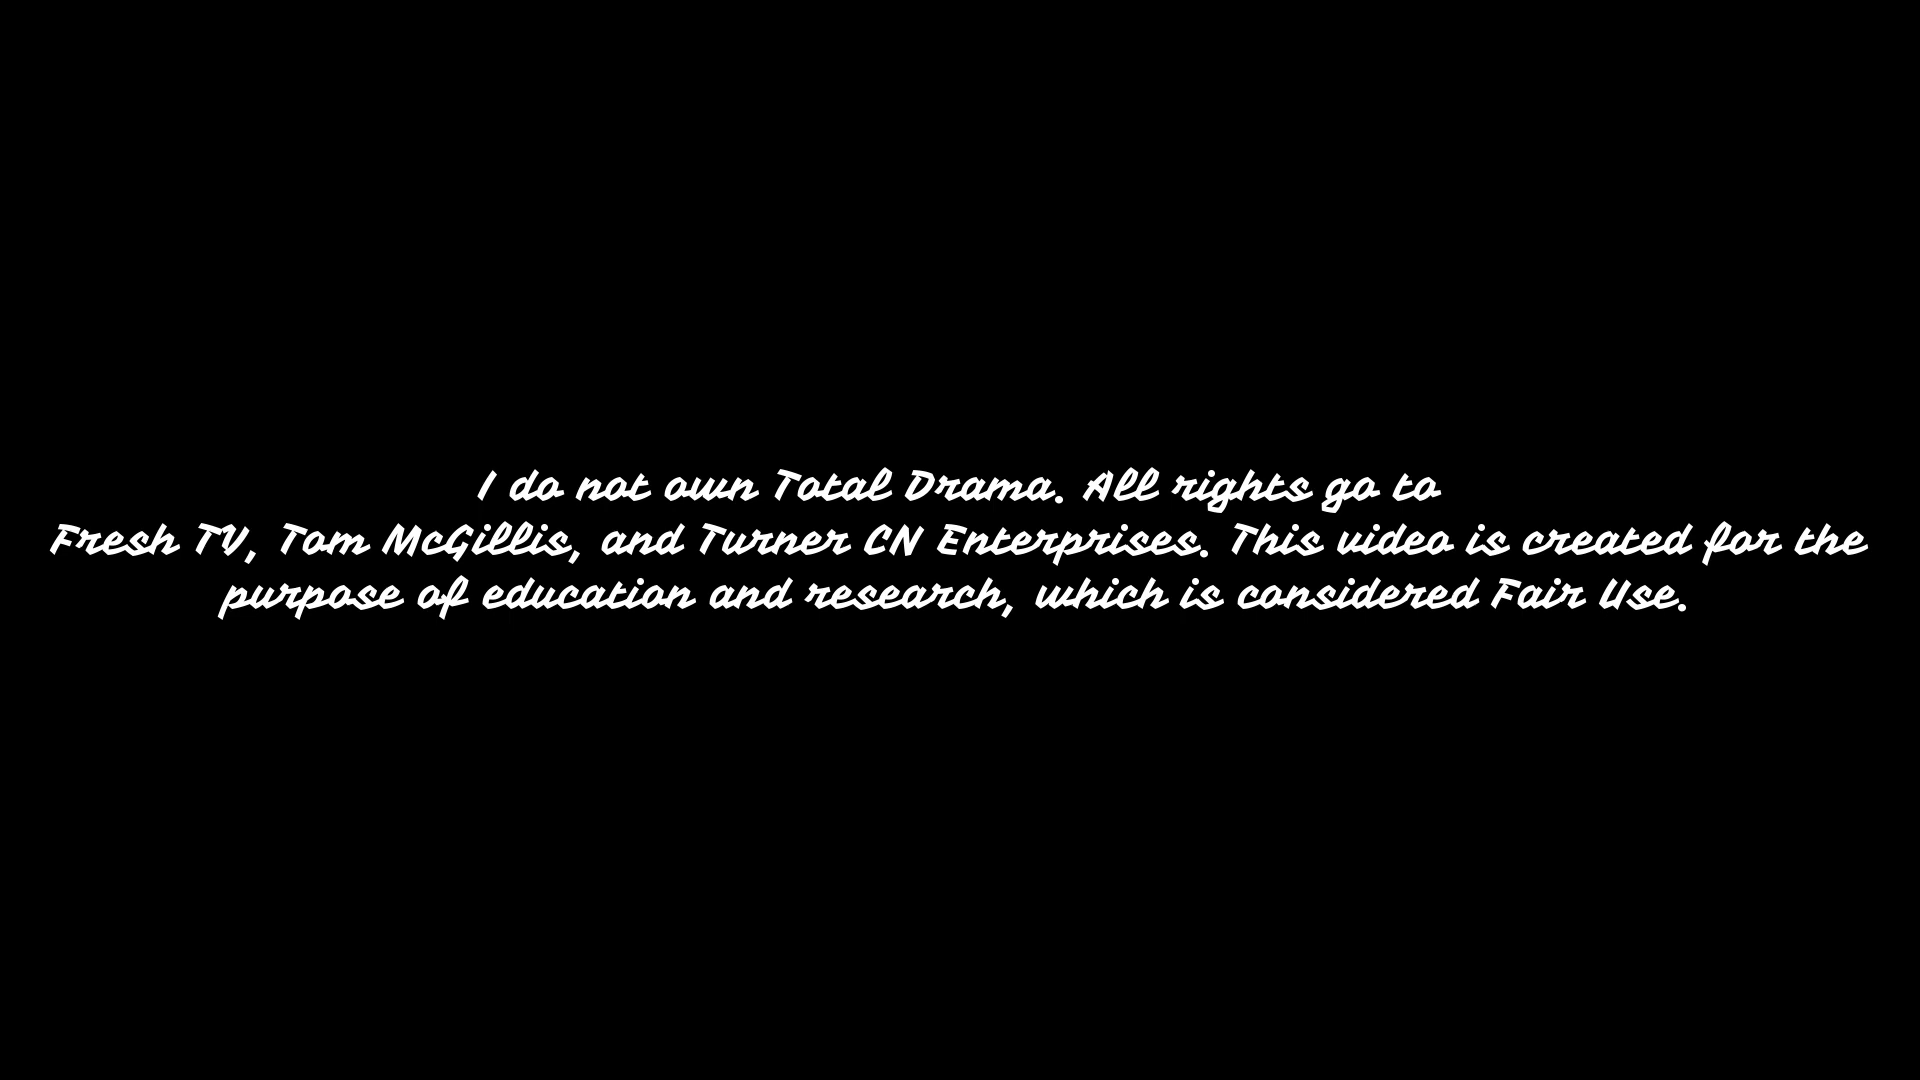 I do not own Total Drama. All rights go to
Fresh TV, Tom McGillis, and Turner CN Enterprises. This video is created for the
purpose of education and research, which is considered Fair Use.